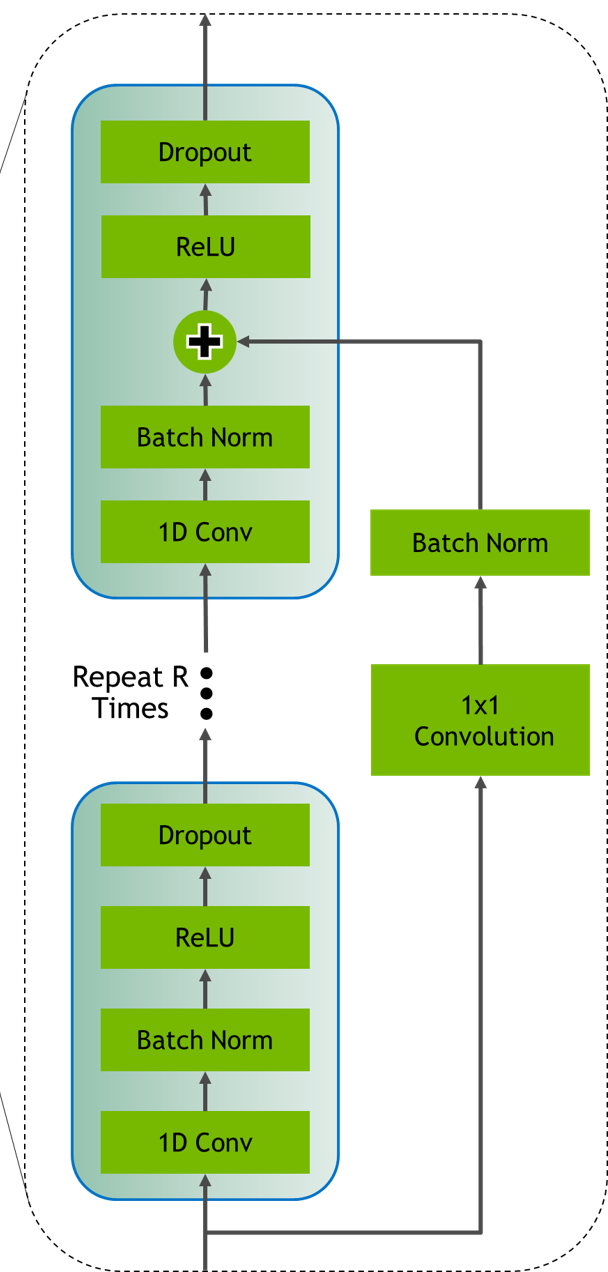 Dropout
ReLU
Batch Norm
1D Conv
Batch Norm
Repeat R
Times
1x1
Convolution
Dropout
ReLU
Batch Norm
1D Conv